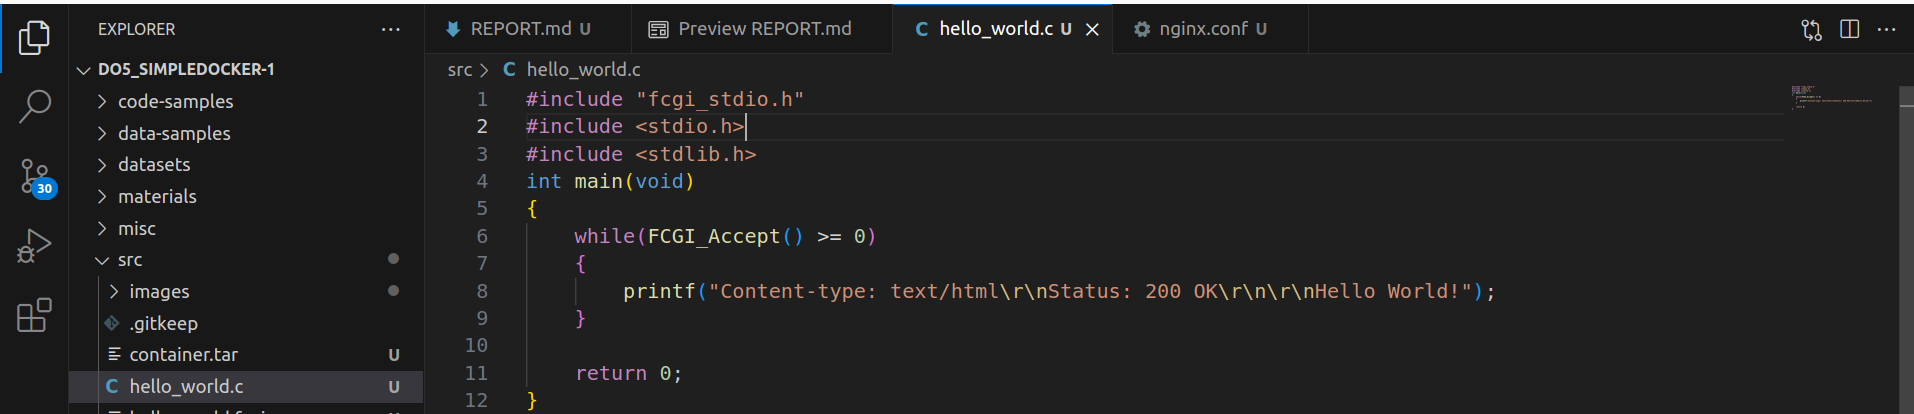 EXPLORER
DO5_SIMPLEDOCKER-1
code-samples
data-samples
datasets
materials
misc
src
images
.gitkeep
container.tar U
hello_world.c U
30
REPORT.md U
Preview REPORT.md
hello_world.c U
nginx.conf U
src > hello_world.c
1 #include "fcgi_stdio.h"
2 #include <stdio.h>
3 #include <stdlib.h>
4 int main(void)
5 {
6     while(FCGI_Accept() >= 0)
7     {
8         printf("Content-type: text/html\r\nStatus: 200 OK\r\n\r\nHello World!");
9     }
10
11     return 0;
12 }